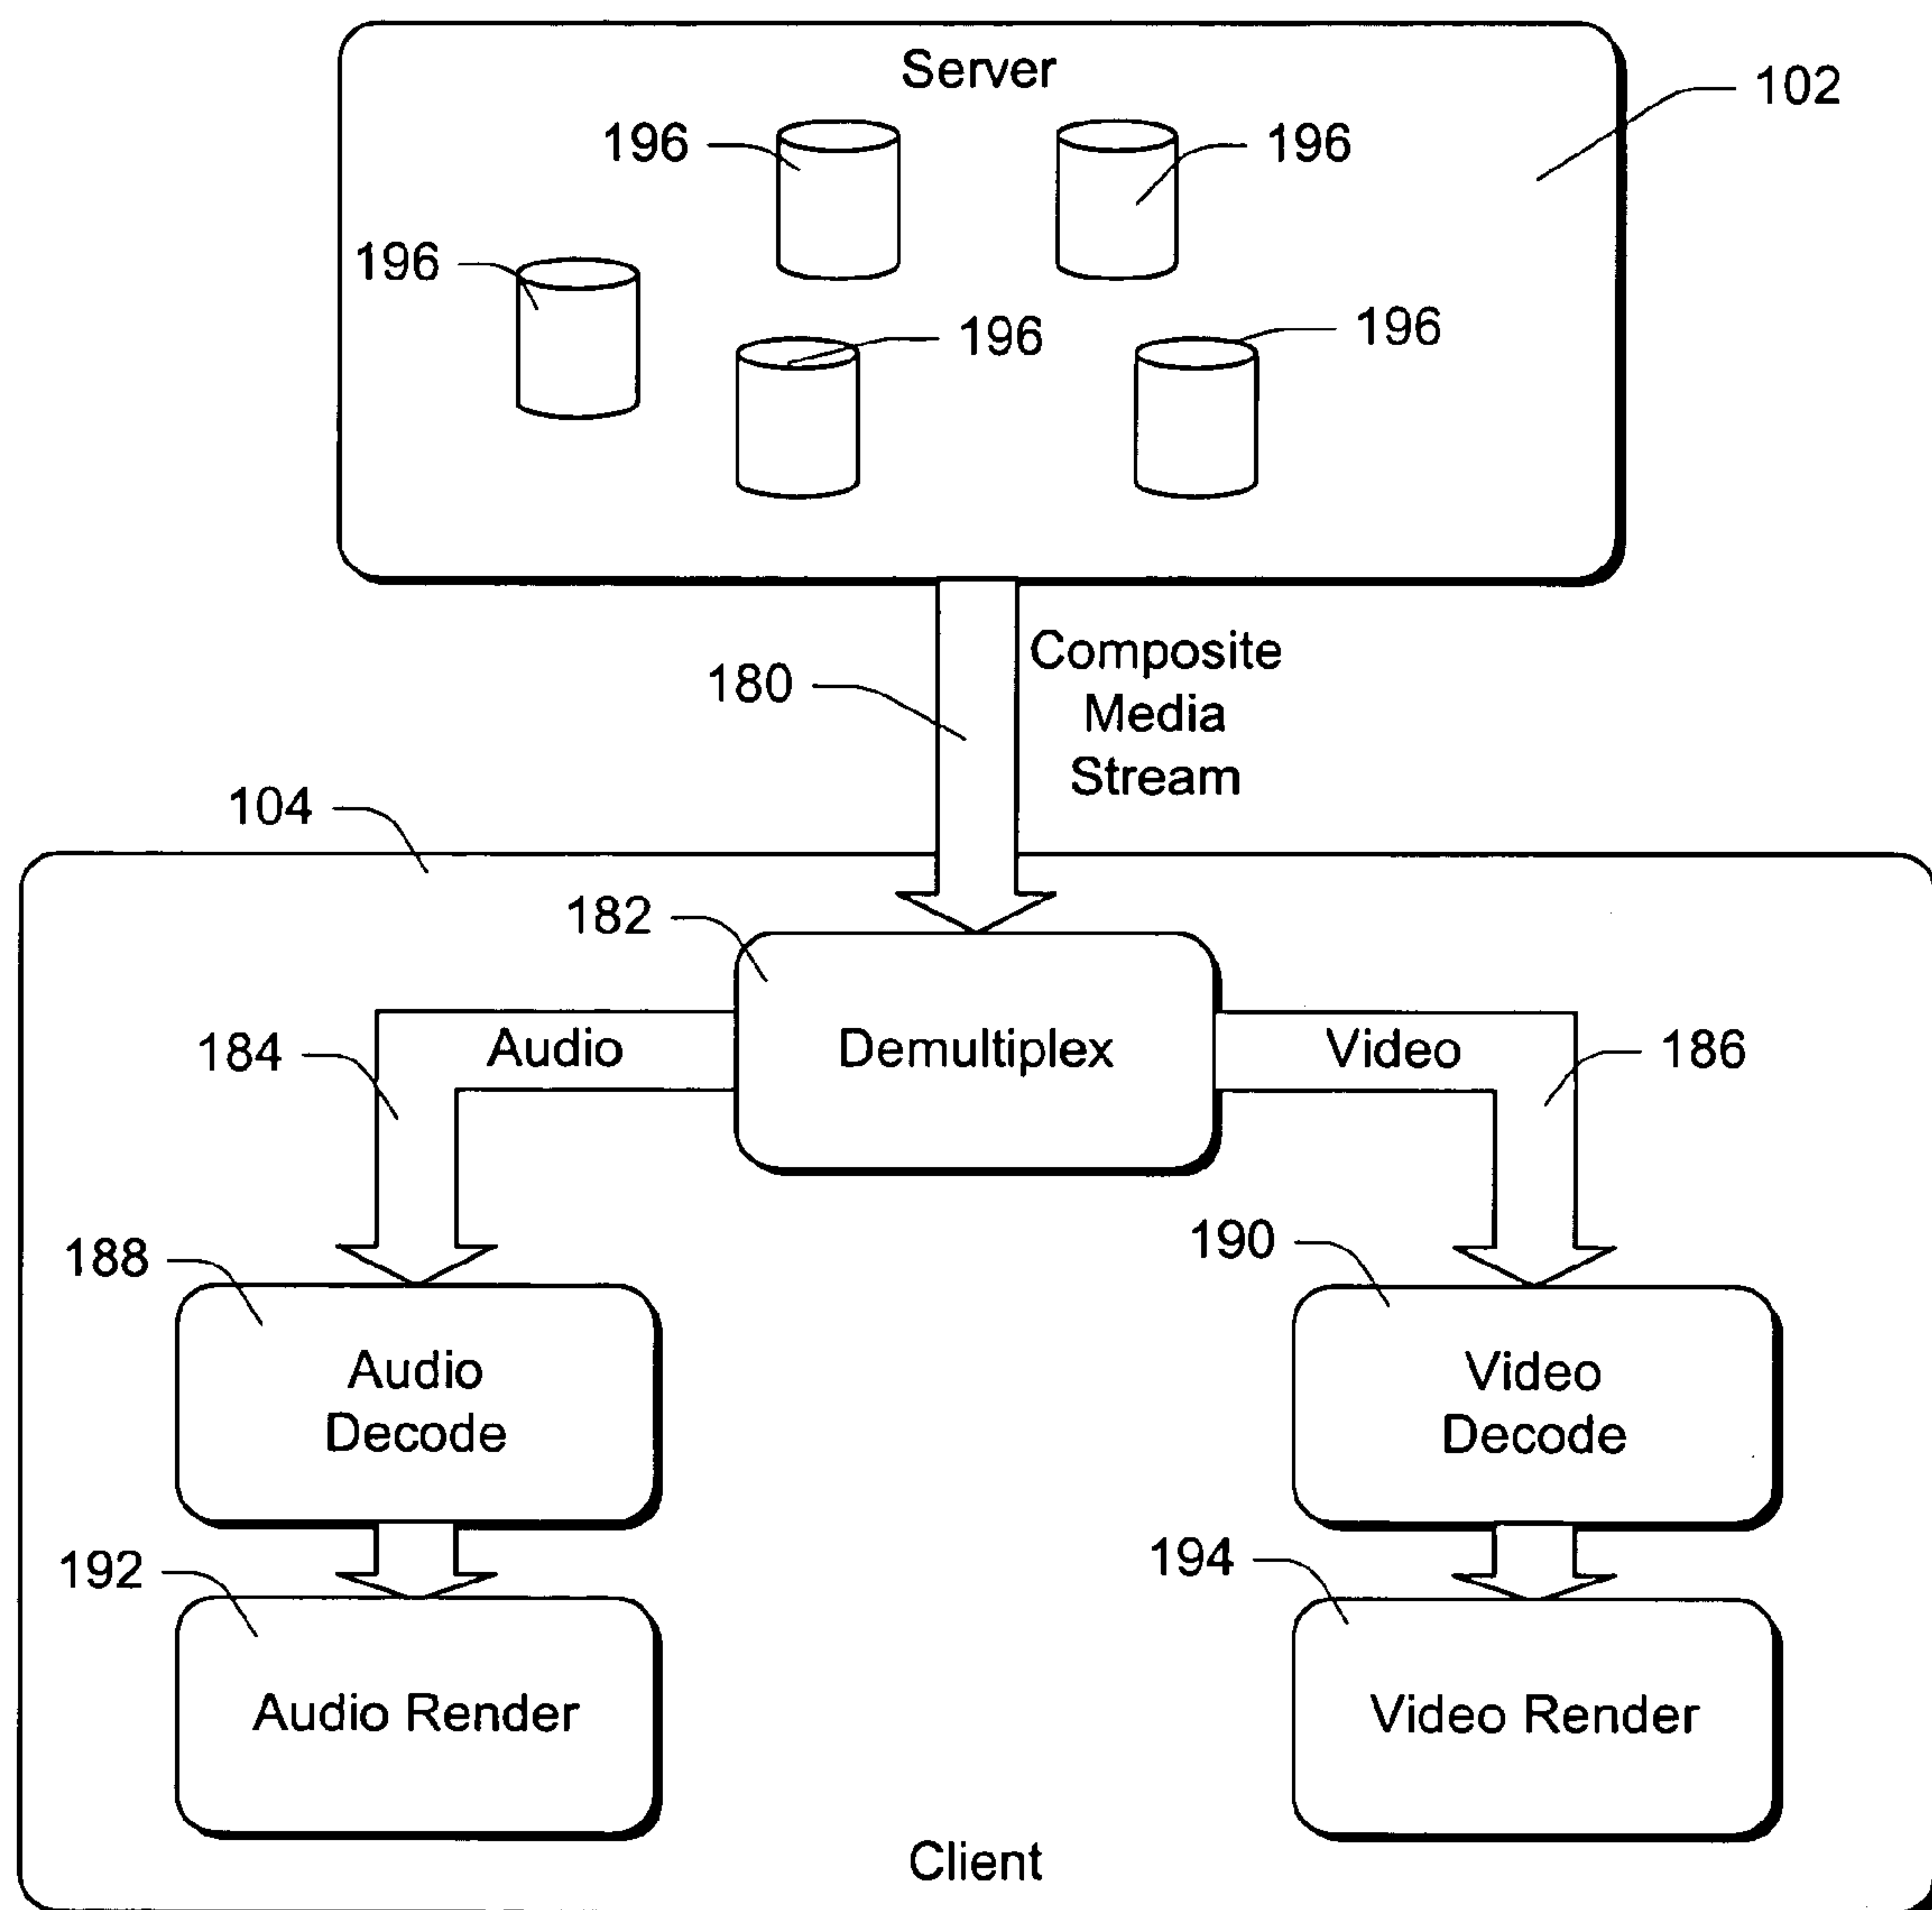 Server
102
196
196
196
196
196
Composite
Media
Stream
180
104
182
184
Audio
Demultiplex
Video
186
188
190
Audio
Decode
Video
Decode
192
194
Audio Render
Video Render
Client